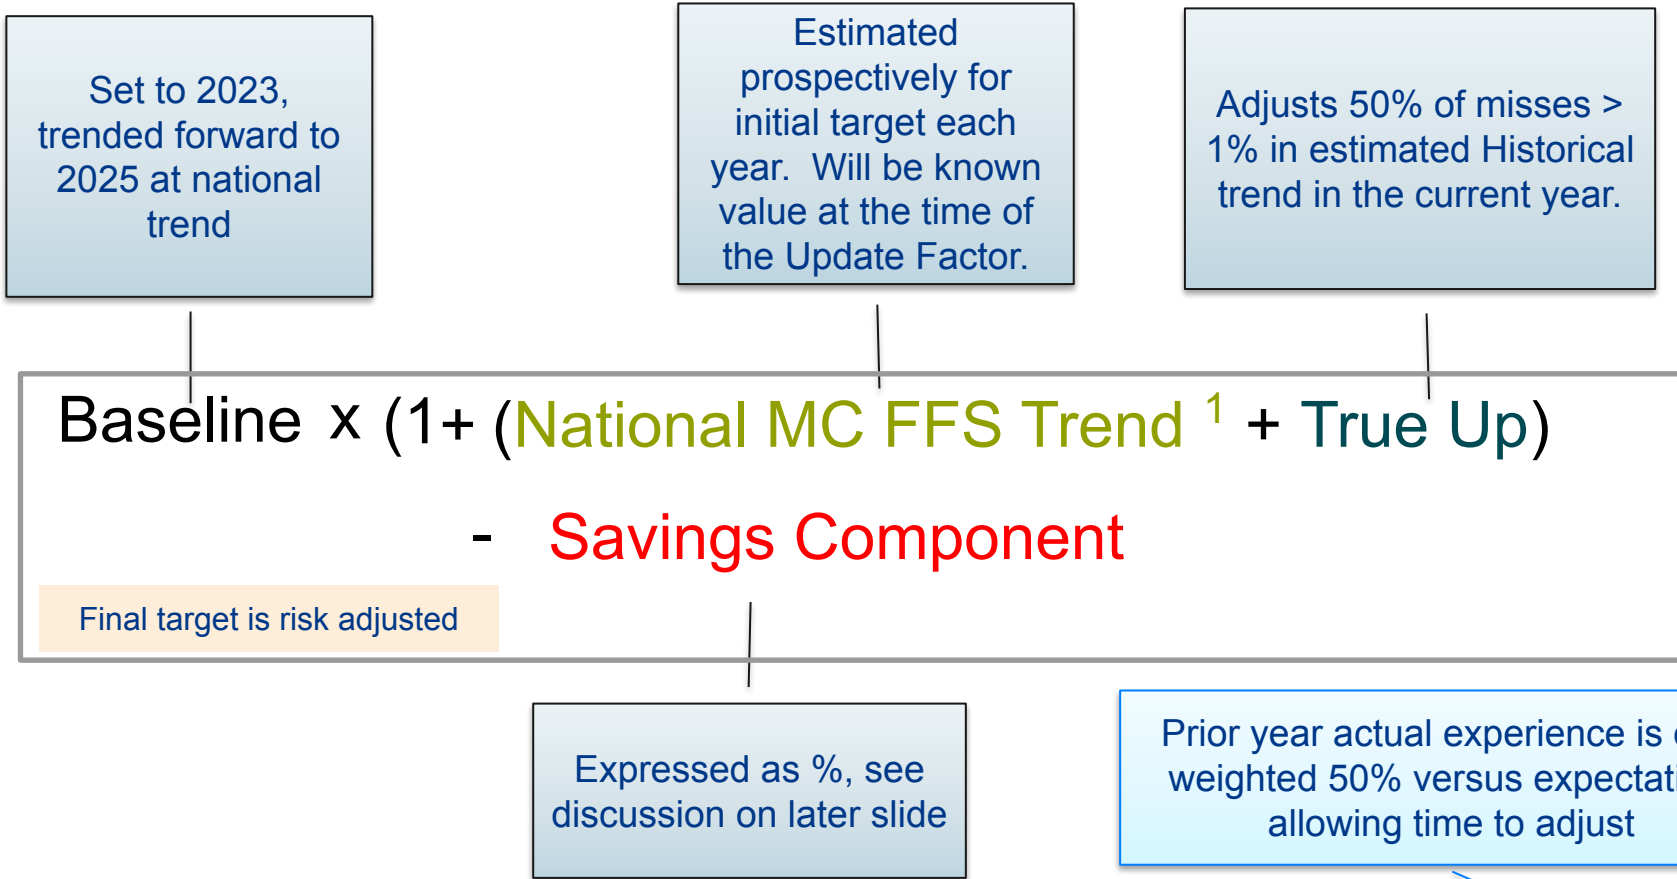 Set to 2023,
trended forward to
2025 at national
trend
Estimated
prospectively for
initial target each
year.  Will be known
value at the time of
the Update Factor.
Adjusts 50% of misses >
1% in estimated Historical
trend in the current year.
Baseline x (1+ (National MC FFS Trend 1 + True Up)
- Savings Component
Final target is risk adjusted
Expressed as %, see
discussion on later slide
Prior year actual experience is
weighted 50% versus
allowing time to adjust